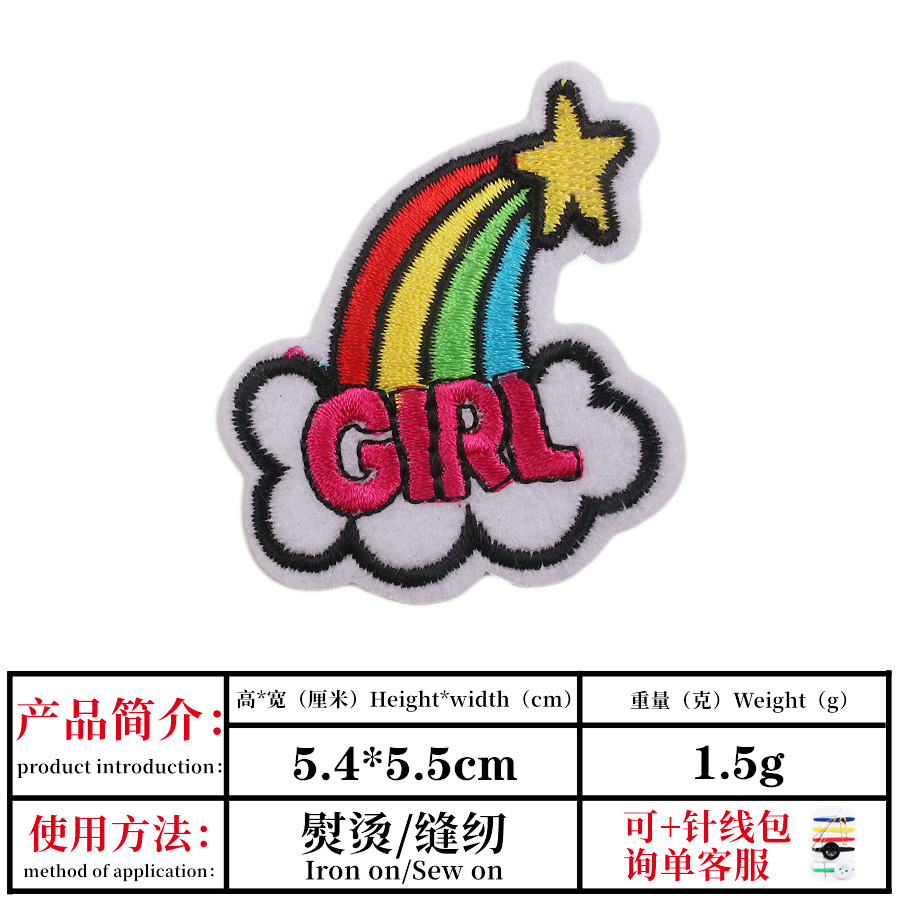 GIRL
产品简介：
product introduction:
高*宽（厘米）Height*width（cm）
5.4*5.5cm
重量（克）Weight（g）
1.5g
使用方法：
method of application:
熨烫/缝纫
Iron on/Sew on
可+针线包
询单客服